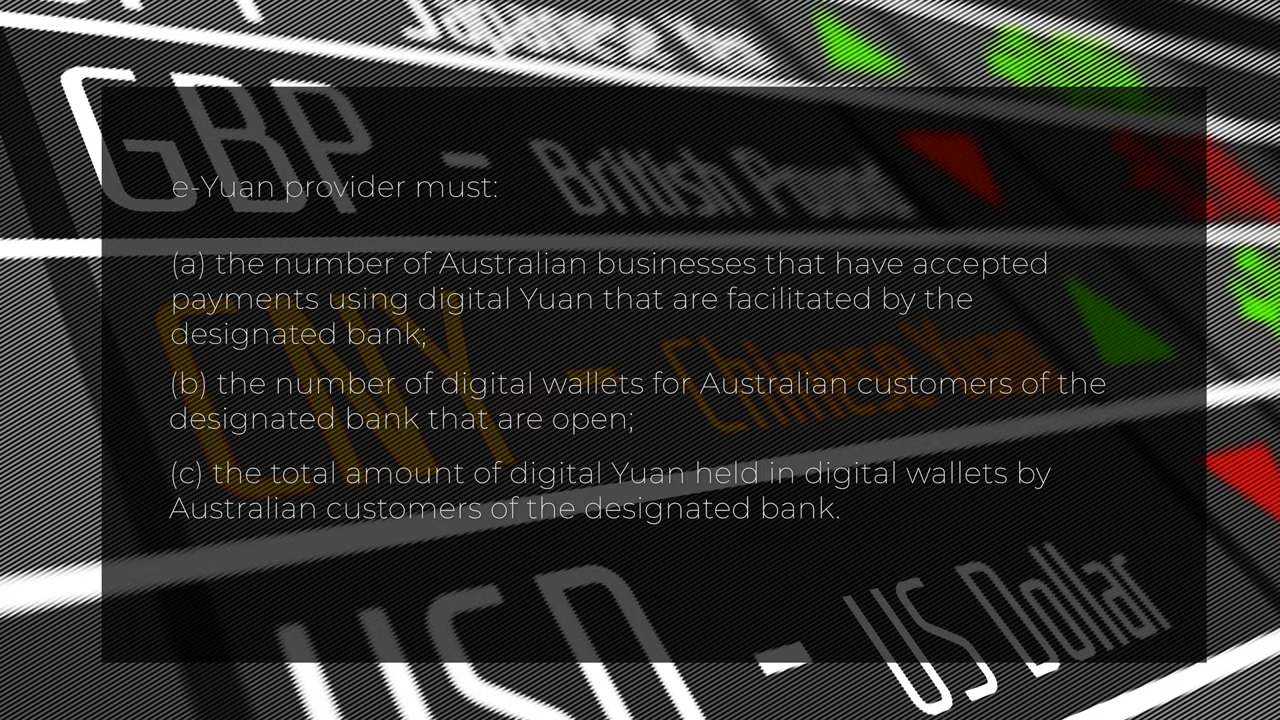 Japanese Yen
GBP - British Pound
e-Yuan provider must:
(a) the number of Australian businesses that have accepted
payments using digital Yuan that are facilitated by the
designated bank;
(b) the number of digital wallets for Australian customers of the
designated bank that are open;
(c) the total amount of digital Yuan held in digital wallets by
Australian customers of the designated bank.
CNY - Chinese Yuan
USD - US Dollar